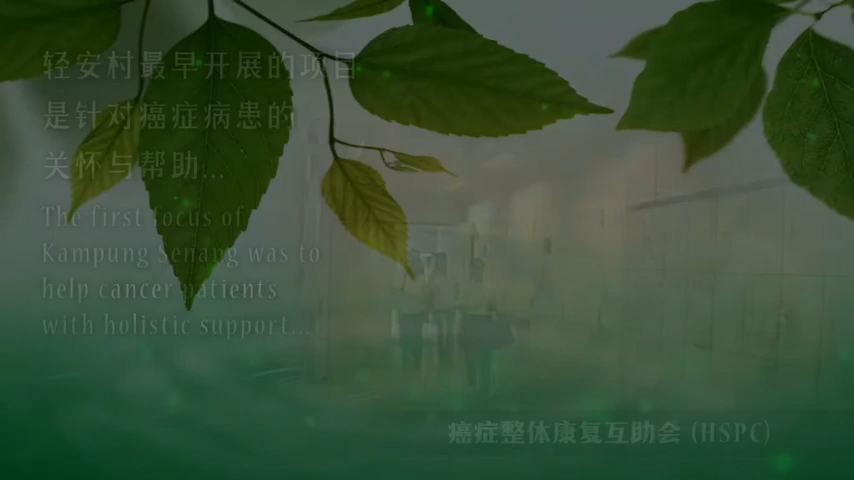 轻安村最早开展的项目
是针对癌症病患的
关怀与帮助...
The first focus of
Kampung Senang was to
help cancer patients
with holistic support...
癌症整体康复互助会 (HSPC)